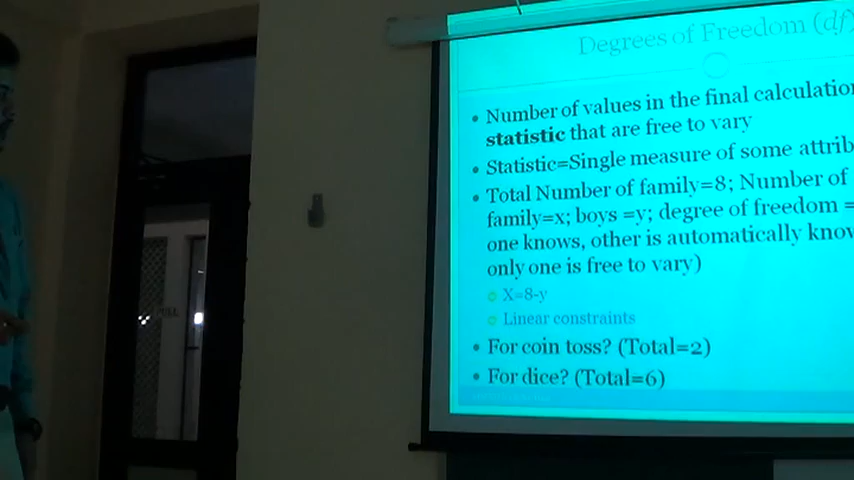 Degrees of Freedom (df)
• Number of values in the final calculation
statistic that are free to vary
• Statistic=Single measure of some attrib
• Total Number of family=8; Number of
family=x; boys =y; degree of freedom =
one knows, other is automatically know
only one is free to vary)
X=8-y
Linear constraints
• For coin toss? (Total=2)
• For dice? (Total=6)